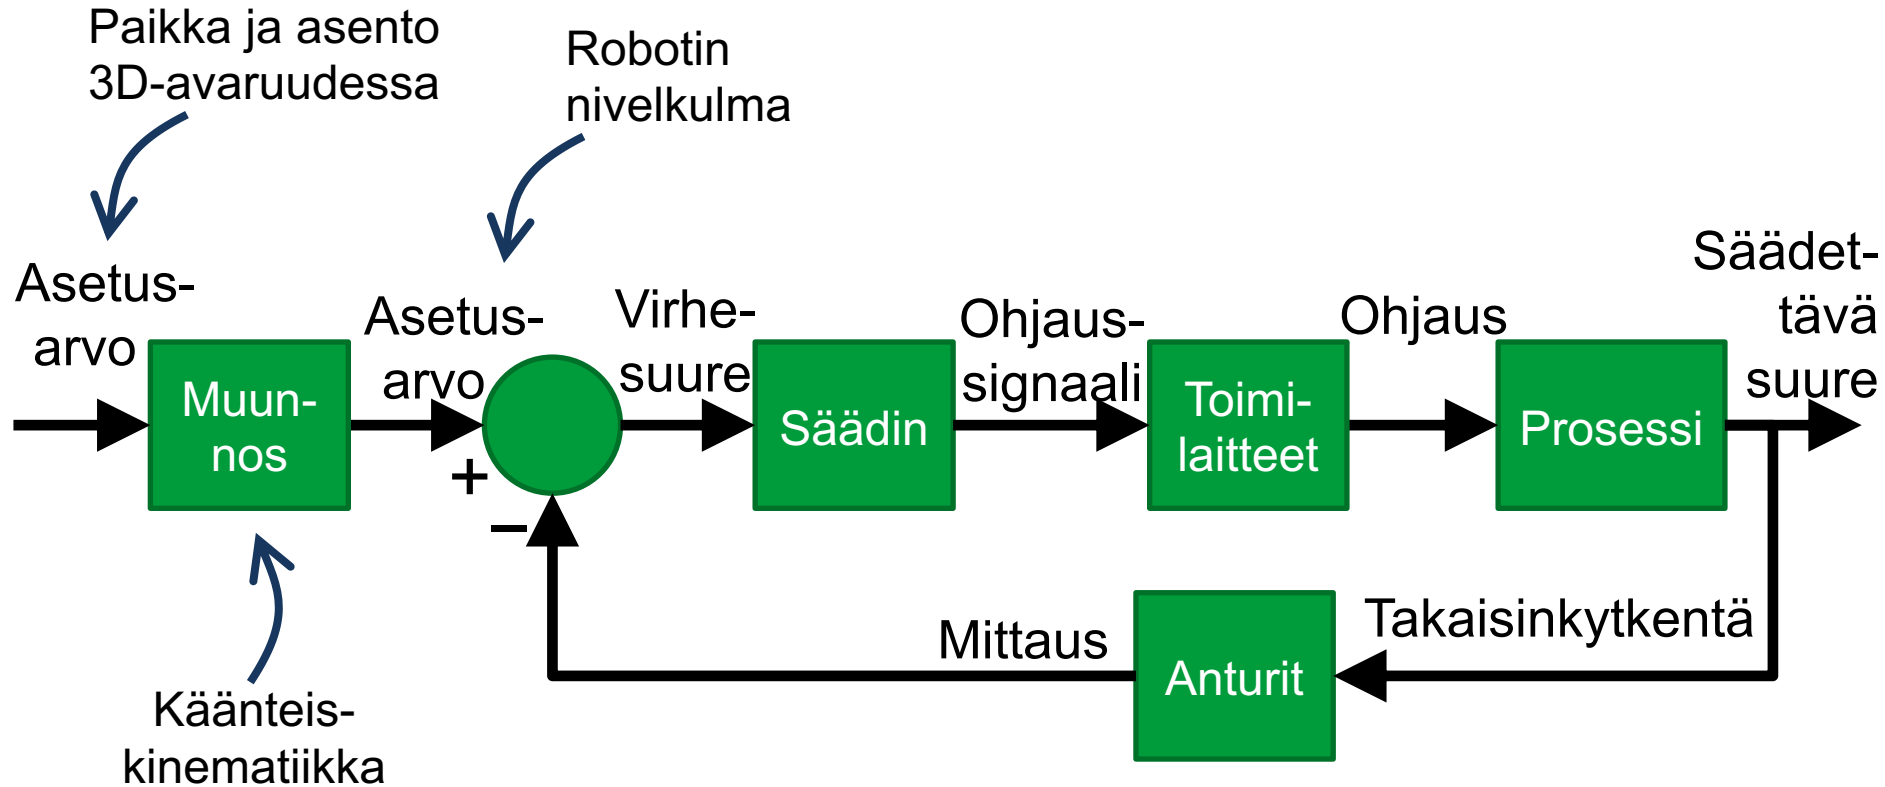 Paikka ja asento
3D-avaruudessa
Robotin
nivelkulma
Asetus-
arvo
Muun-
nos
Käänteis-
kinematiikka
Asetus-
arvo
+
−
Virhe-
suure
Säädin
Ohjaus-
signaali
Toimi-
laitteet
Ohjaus
Prosessi
Säädet-
tävä
suure
Takaisinkytkentä
Anturit
Mittaus